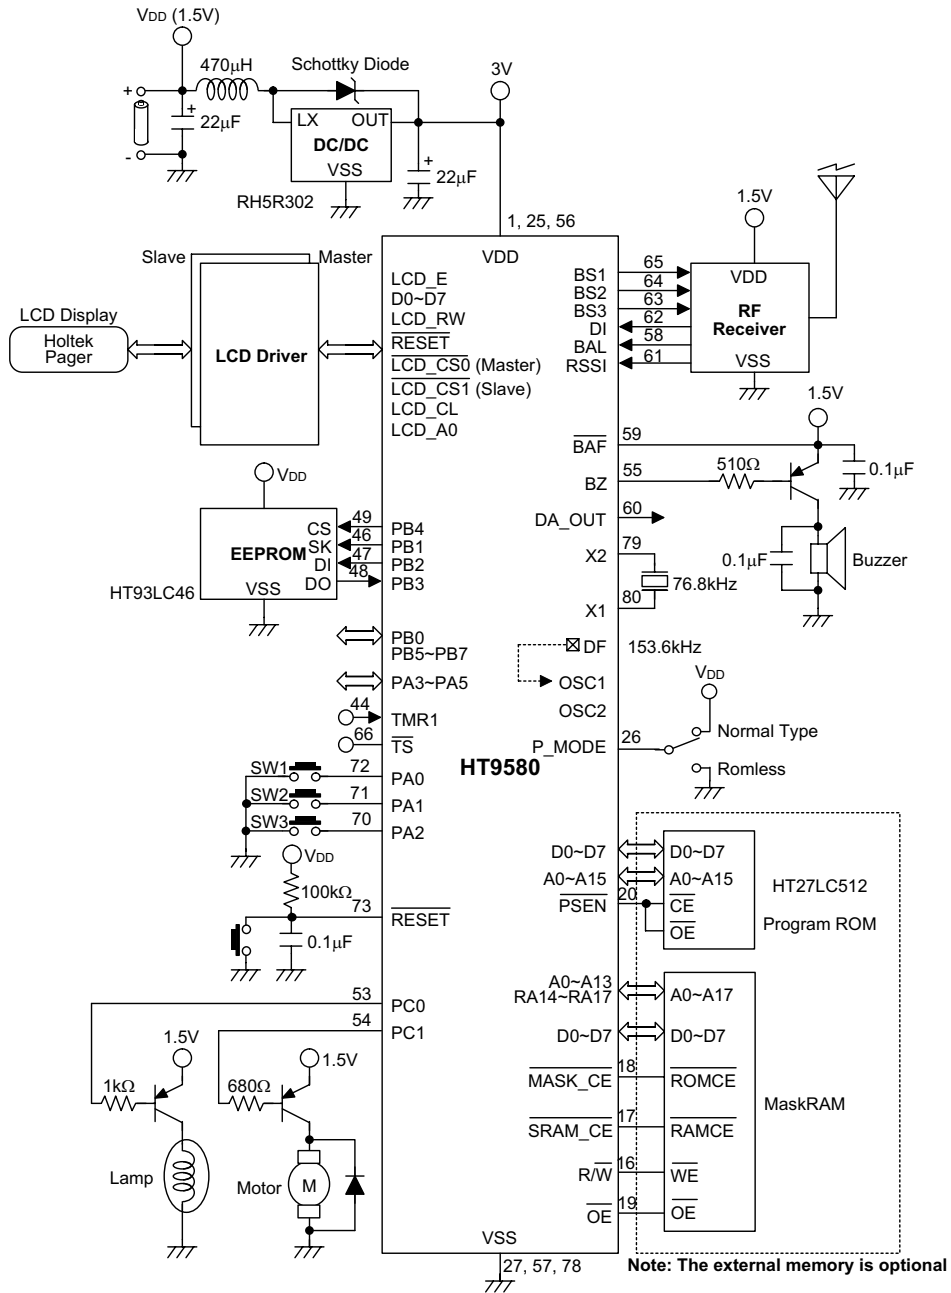 VDD (1.5V)
470μH
Schottky Diode
3V
+
+
22μF
-
LX OUT
DC/DC
VSS
RH5R302
+
22μF
1, 25, 56
VDD
Slave
Master
LCD Display
Holtek
Pager
LCD Driver
LCD_E
D0~D7
LCD_RW
RESET
LCD_CS0 (Master)
LCD_CS1 (Slave)
LCD_CL
LCD_A0
1.5V
BS1 65
BS2 64
BS3 63
DI 62
BAL 58
RSSI 61
VDD
RF
Receiver
VSS
1.5V
BAF 59
0.1μF
BZ 55
510Ω
DA_OUT 60
X2 79
76.8kHz
X1 80
0.1μF
Buzzer
VDD
EEPROM
VSS
HT93LC46
CS 49 PB4
SK 46 PB1
DI 47 PB2
DO 48 PB3
PB0
PB5~PB7
PA3~PA5
44 TMR1
66 TS
DF 153.6kHz
OSC1
OSC2
VDD
P_MODE 26
Normal Type
Romless
HT9580
SW1 72 PA0
SW2 71 PA1
SW3 70 PA2
VDD
100kΩ
73 RESET
0.1μF
D0~D7 D0~D7
A0~A15 A0~A15
PSEN 20 CE
OE
HT27LC512
Program ROM
A0~A13
RA14~RA17 A0~A17
D0~D7 D0~D7
MASK_CE 18 ROMCE
SRAM_CE 17 RAMCE
R/W 16 WE
OE 19 OE
MaskRAM
53 PC0
54 PC1
1.5V
1kΩ
Lamp
1.5V
680Ω
Motor
M
VSS
27, 57, 78
Note: The external memory is optional